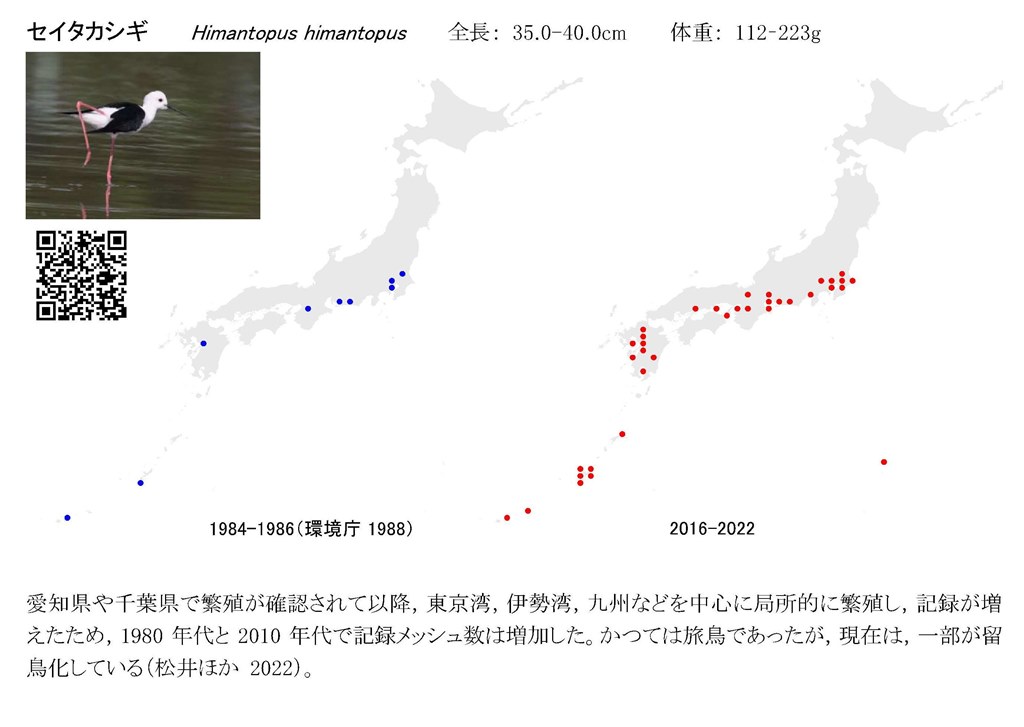 セイタカシギ Himantopus himantopus 全長： 35.0-40.0cm 体重： 112-223g
1984-1986（環境庁 1988）
2016-2022
愛知県や千葉県で繁殖が確認されて以降，東京湾，伊勢湾，九州などを中心に局所的に繁殖し，記録が増
えたため，1980 年代と 2010 年代で記録メッシュ数は増加した。かつては旅鳥であったが，現在は，一部が留
鳥化している（松井ほか 2022）。